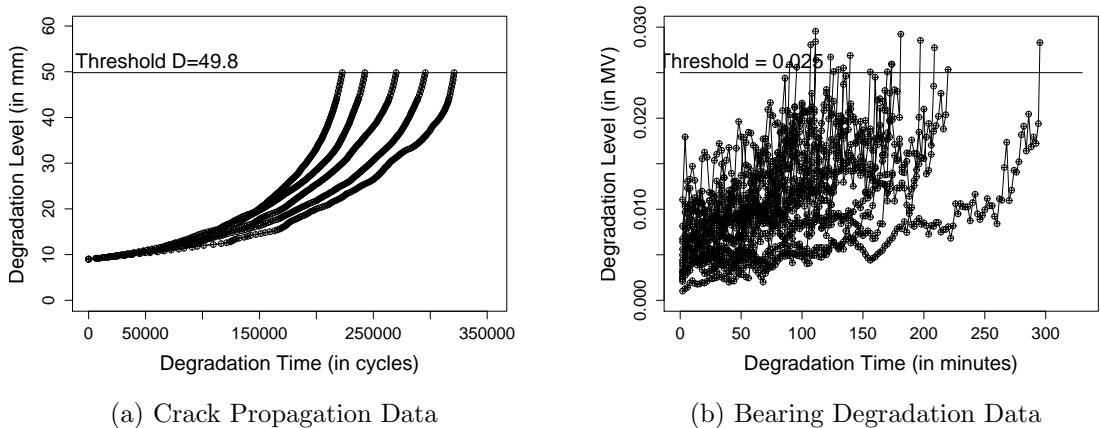 Threshold D=49.8
Degradation Level (in mm)
0 10 20 30 40 50 60
0 50000 150000 250000 350000
Degradation Time (in cycles)
(a) Crack Propagation Data
Threshold = 0.025
Degradation Level (in MV)
0.000 0.010 0.020 0.030
0 50 100 150 200 250 300
Degradation Time (in minutes)
(b) Bearing Degradation Data